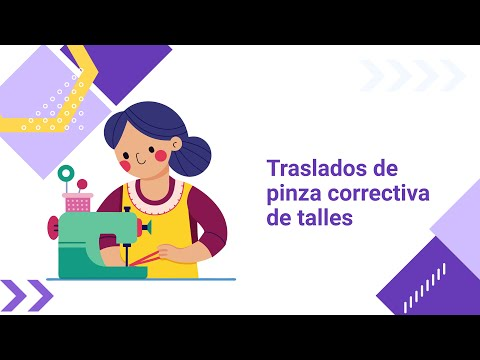 Traslados de
pinza correctiva
de talles